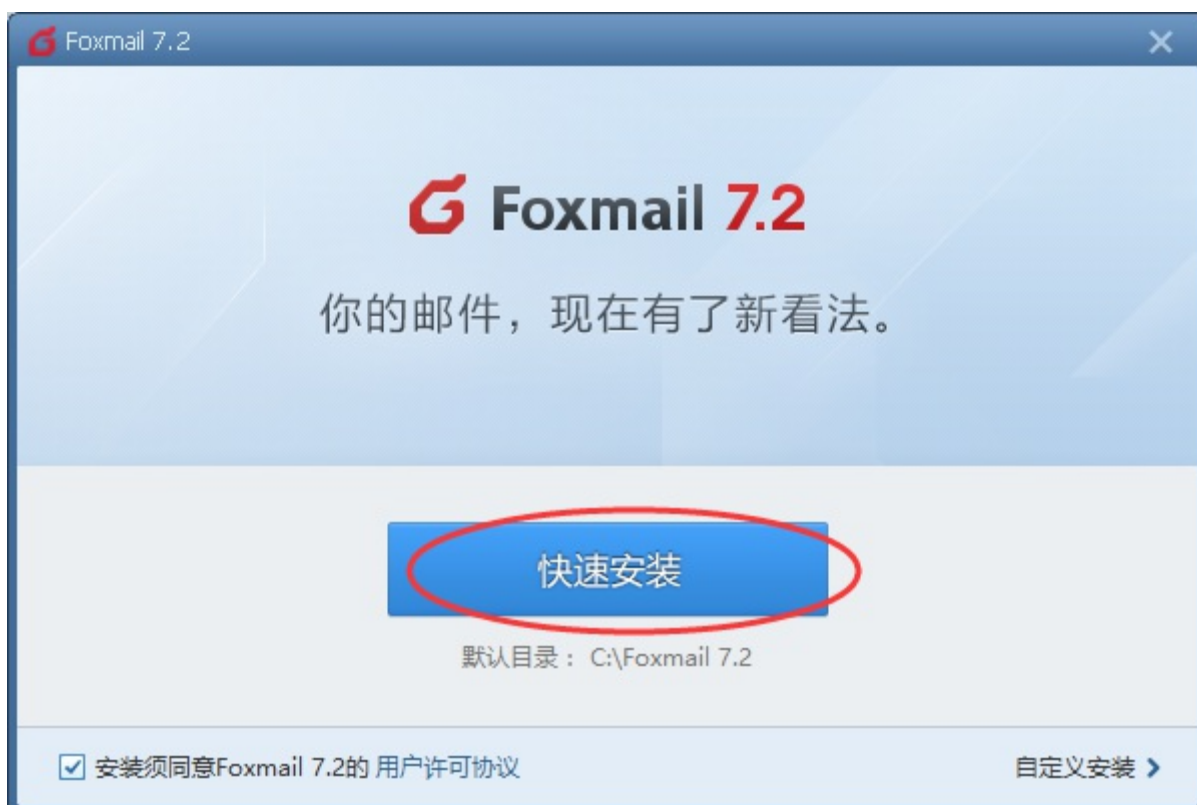 Foxmail 7.2
Foxmail 7.2
你的邮件，现在有了新看法。
快速安装
默认目录： C:\Foxmail 7.2
安装须同意Foxmail 7.2的 用户许可协议
自定义安装